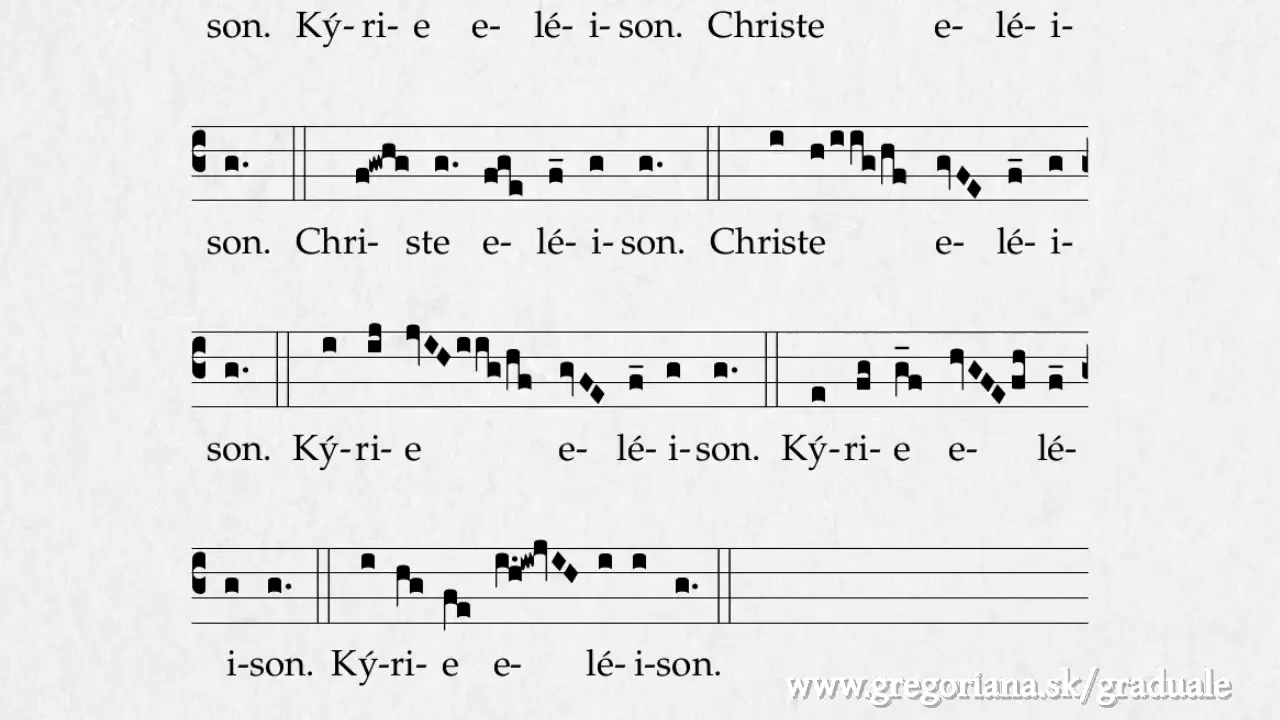 son. Ký- ri- e e- lé- i- son. Christe e- lé- i-
son. Chri- ste e- lé- i- son. Christe e- lé- i-
son. Ký- ri- e e- lé- i- son. Ký- ri- e e- lé-
i- son. Ký- ri- e e- lé- i- son.
www.gregoriana.sk/graduale